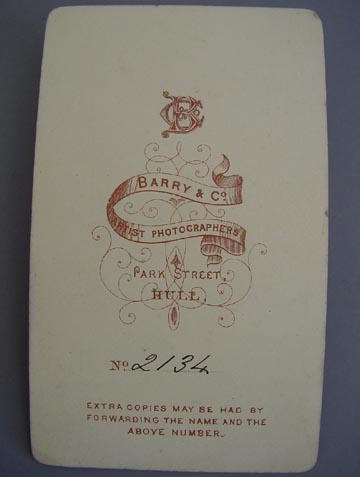 BARRY & Co.
ARTIST PHOTOGRAPHERS
PARK STREET,
HULL.
No. 2134
EXTRA COPIES MAY BE HAD BY
FORWARDING THE NAME AND THE
ABOVE NUMBER.